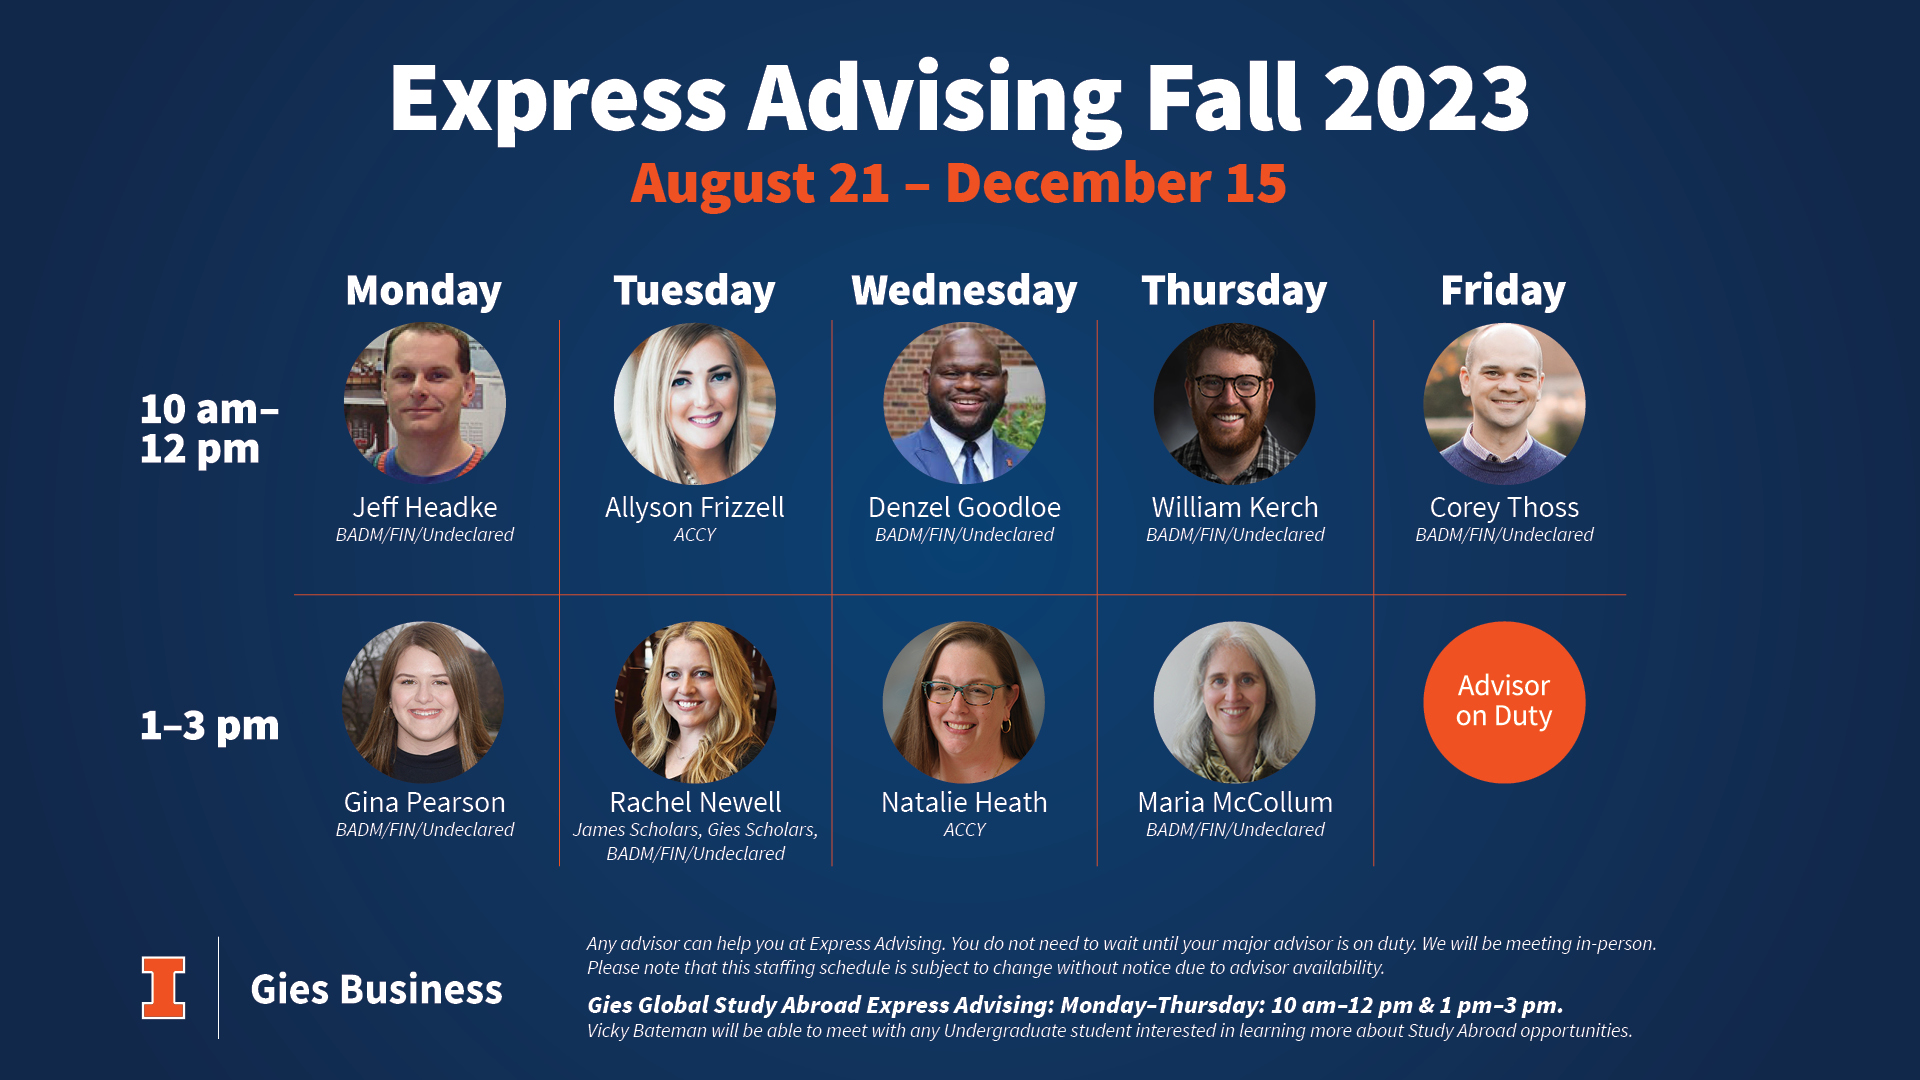 Express Advising Fall 2023
August 21 – December 15
Monday
Tuesday
Wednesday
Thursday
Friday
10 am–
12 pm
Jeff Headke
BADM/FIN/Undeclared
Allyson Frizzell
ACCY
Denzel Goodloe
BADM/FIN/Undeclared
William Kerch
BADM/FIN/Undeclared
Corey Thoss
BADM/FIN/Undeclared
1–3 pm
Gina Pearson
BADM/FIN/Undeclared
Rachel Newell
James Scholars, Gies Scholars,
BADM/FIN/Undeclared
Natalie Heath
ACCY
Maria McCollum
BADM/FIN/Undeclared
Advisor
on Duty
I
Gies Business
Any advisor can help you at Express Advising. You do not need to wait until your major advisor is on duty. We will be meeting in-person.
Please note that this staffing schedule is subject to change without notice due to advisor availability.
Gies Global Study Abroad Express Advising: Monday–Thursday: 10 am–12 pm & 1 pm–3 pm.
Vicky Bateman will be able to meet with any Undergraduate student interested in learning more about Study Abroad opportunities.